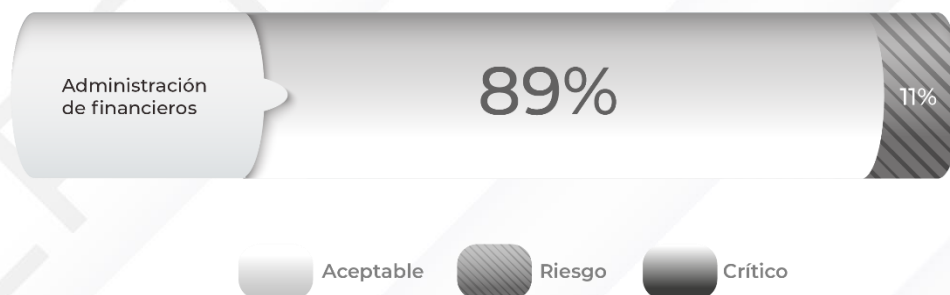 Administración
de financieros
89%
11%
Aceptable
Riesgo
Crítico